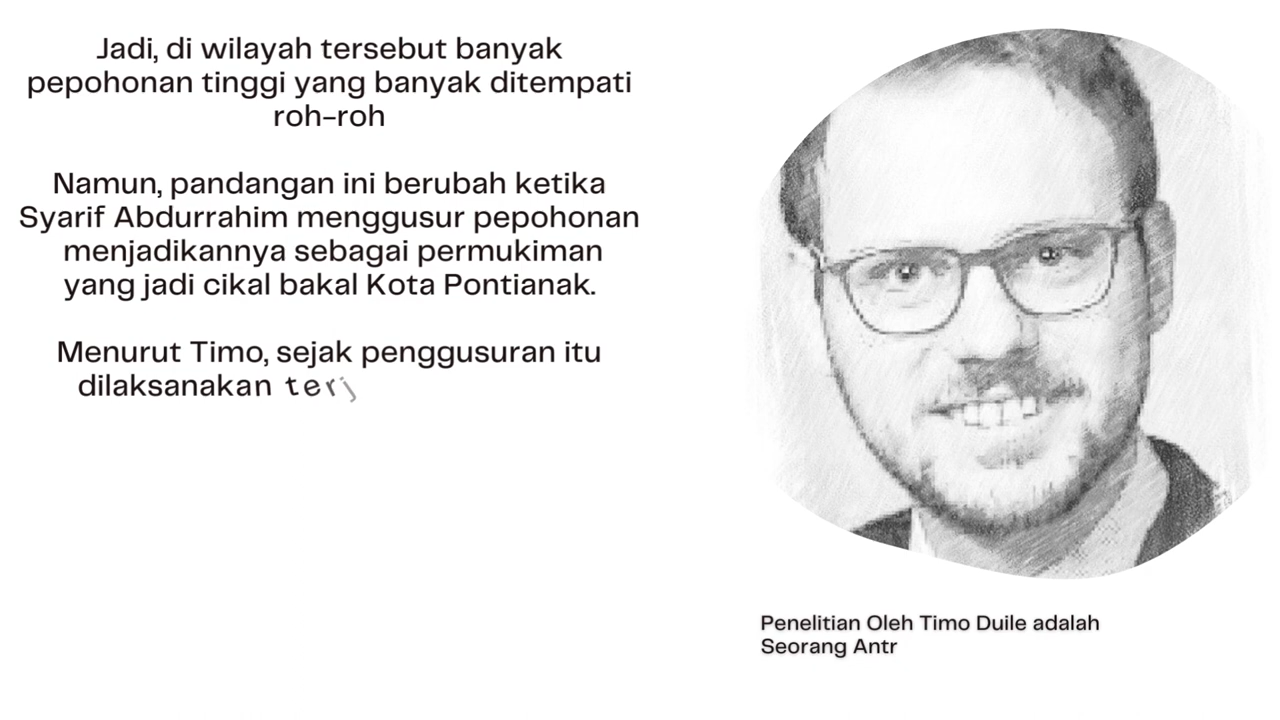 Jadi, di wilayah tersebut banyak
pepohonan tinggi yang banyak ditempati
roh-roh
Namun, pandangan ini berubah ketika
Syarif Abdurrahim menggusur pepohonan
menjadikannya sebagai permukiman
yang jadi cikal bakal Kota Pontianak.
Menurut Timo, sejak penggusuran itu
dilaksanakan terj
Penelitian Oleh Timo Duile adalah
Seorang Antr